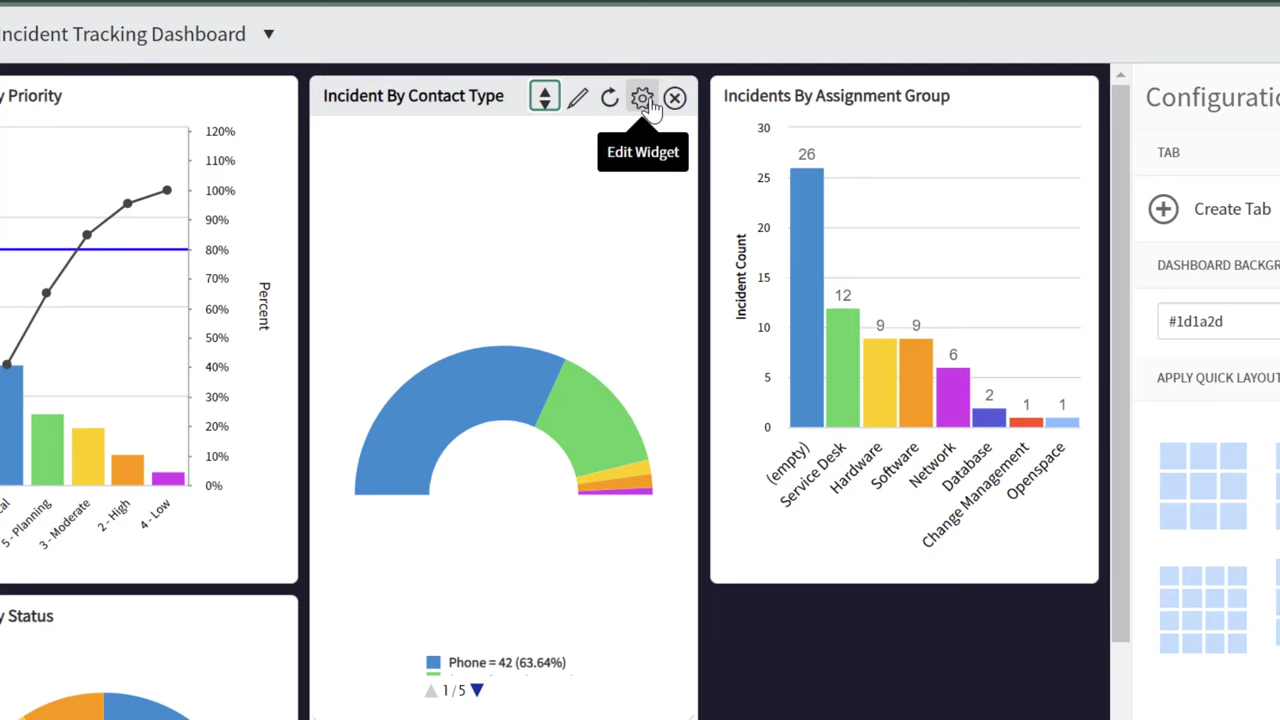 ncident Tracking Dashboard
y Priority
120%
110%
100%
90%
80%
70%
60%
50%
40%
30%
20%
10%
0%
Percent
cal
5 - Planning
3 - Moderate
2 - High
4 - Low
y Status
Incident By Contact Type
Edit Widget
Phone = 42 (63.64%)
1 / 5
Incidents By Assignment Group
Incident Count
30
25
20
15
10
5
0
26
12
9
9
6
2
1
1
(empty)
Service Desk
Hardware
Software
Network
Database
Change Management
Openspace
Configuratio
TAB
Create Tab
DASHBOARD BACKGR
#1d1a2d
APPLY QUICK LAYOUT